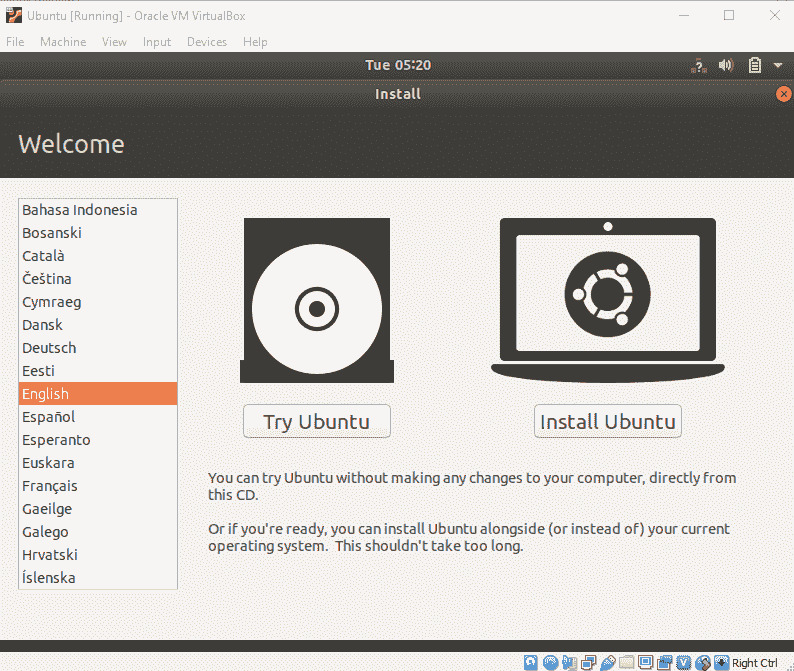 Ubuntu [Running] - Oracle VM VirtualBox
File Machine View Input Devices Help
Tue 05:20
?
Install
Welcome
Bahasa Indonesia
Bosanski
Català
Čeština
Cymraeg
Dansk
Deutsch
Eesti
English
Español
Esperanto
Euskara
Français
Gaeilge
Galego
Hrvatski
Íslenska
Try Ubuntu
Install Ubuntu
You can try Ubuntu without making any changes to your computer, directly from
this CD.
Or if you're ready, you can install Ubuntu alongside (or instead of) your current
operating system. This shouldn't take too long.
Right Ctrl